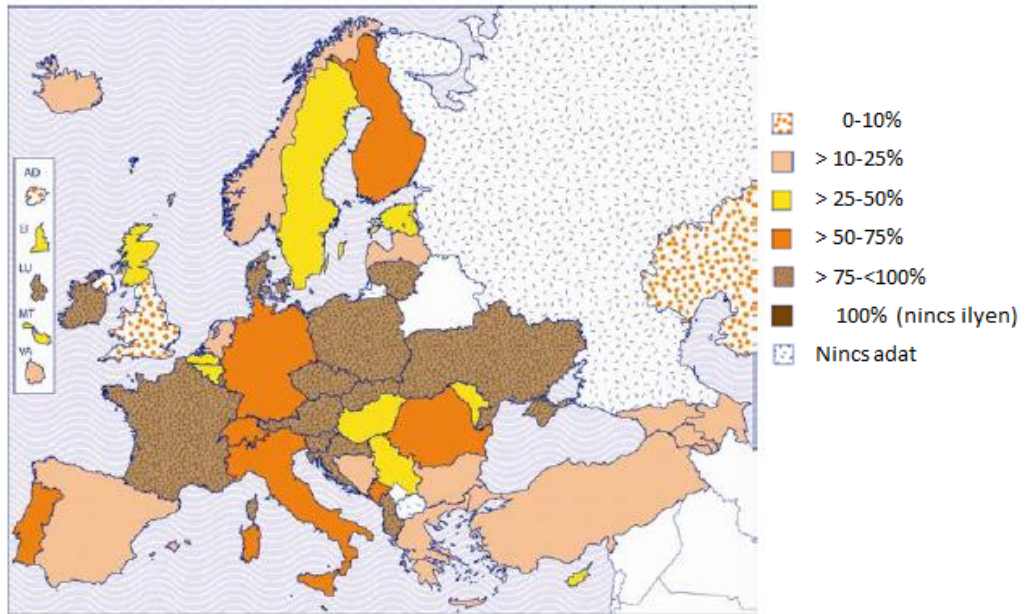 AD
LI
LU
MT
VA
0-10%
> 10-25%
> 25-50%
> 50-75%
> 75-<100%
100% (nincs ilyen)
Nincs adat